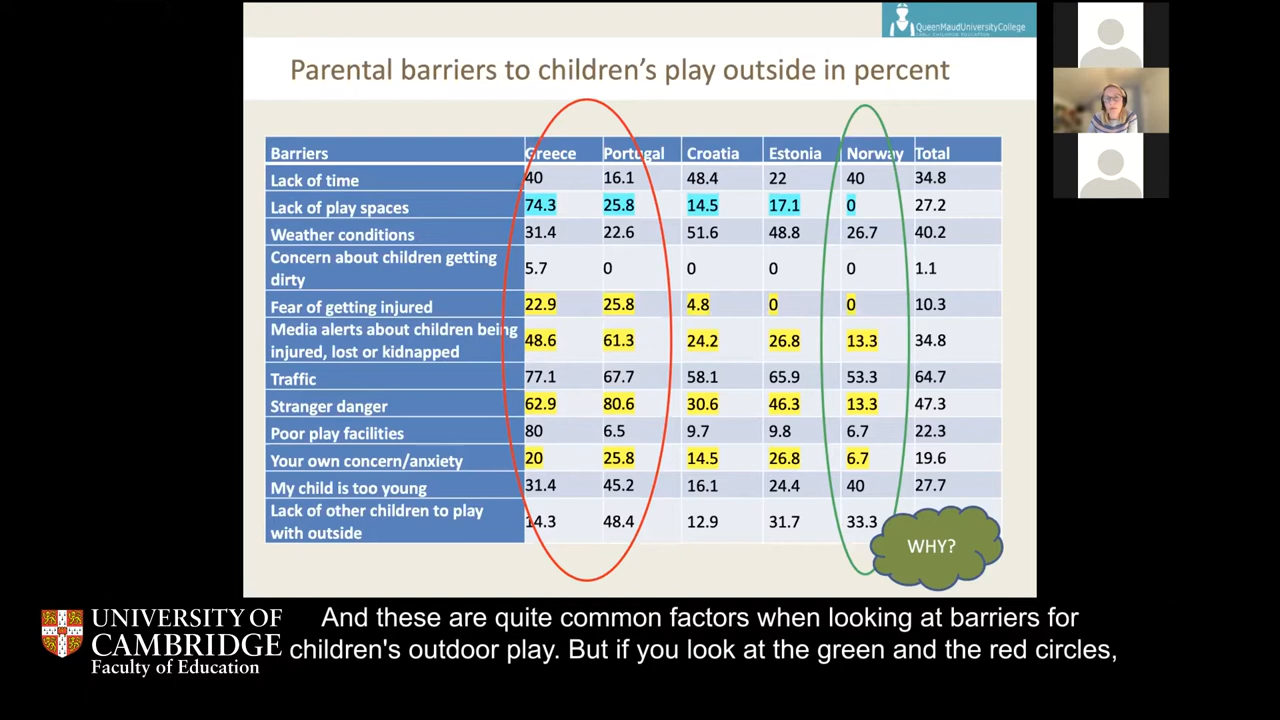 QueenMaudUniversityCollege
Parental barriers to children's play outside in percent
Barriers Greece Portugal Croatia Estonia Norway Total
Lack of time 40 16.1 48.4 22 40 34.8
Lack of play spaces 74.3 25.8 14.5 17.1 0 27.2
Weather conditions 31.4 22.6 51.6 48.8 26.7 40.2
Concern about children getting
dirty 5.7 0 0 0 0 1.1
Fear of getting injured 22.9 25.8 4.8 0 0 10.3
Media alerts about children being
injured, lost or kidnapped 48.6 61.3 24.2 26.8 13.3 34.8
Traffic 77.1 67.7 58.1 65.9 53.3 64.7
Stranger danger 62.9 80.6 30.6 46.3 13.3 47.3
Poor play facilities 80 6.5 9.7 9.8 6.7 22.3
Your own concern/anxiety 20 25.8 14.5 26.8 6.7 19.6
My child is too young 31.4 45.2 16.1 24.4 40 27.7
Lack of other children to play
with outside 14.3 48.4 12.9 31.7 33.3
WHY?
UNIVERSITY OF
CAMBRIDGE
Faculty of Education
And these are quite common factors when looking at barriers for
children's outdoor play. But if you look at the green and the red circles,